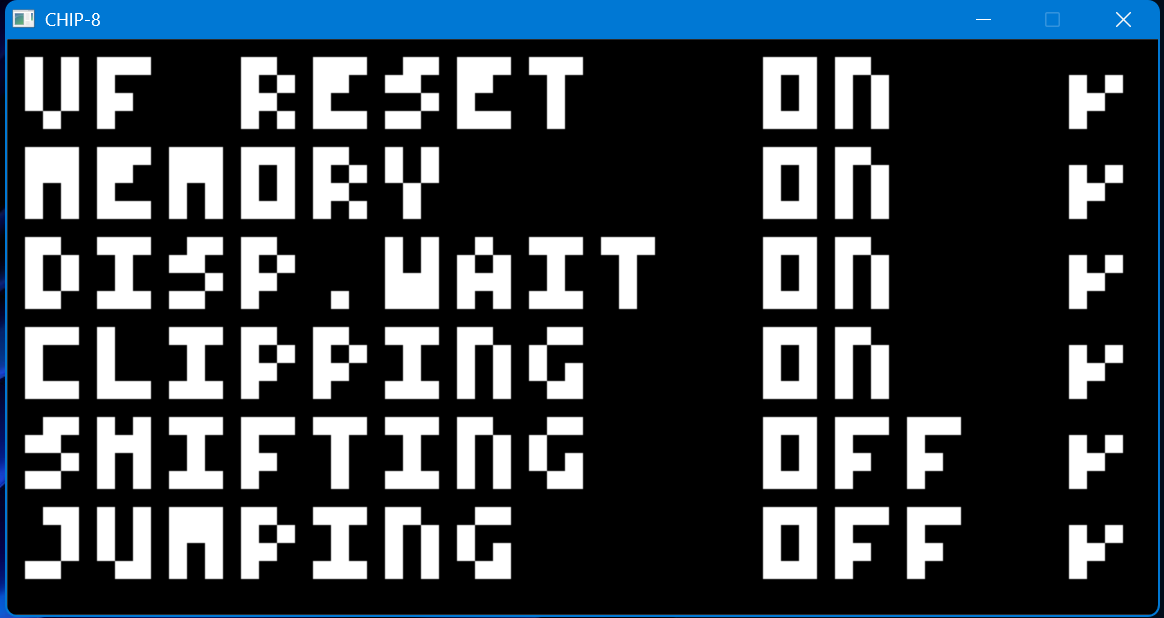 CHIP-8
VF RESET ON
MEMORY ON
DISP.WAIT ON
CLIPPING ON
SHIFTING OFF
JUMPING OFF